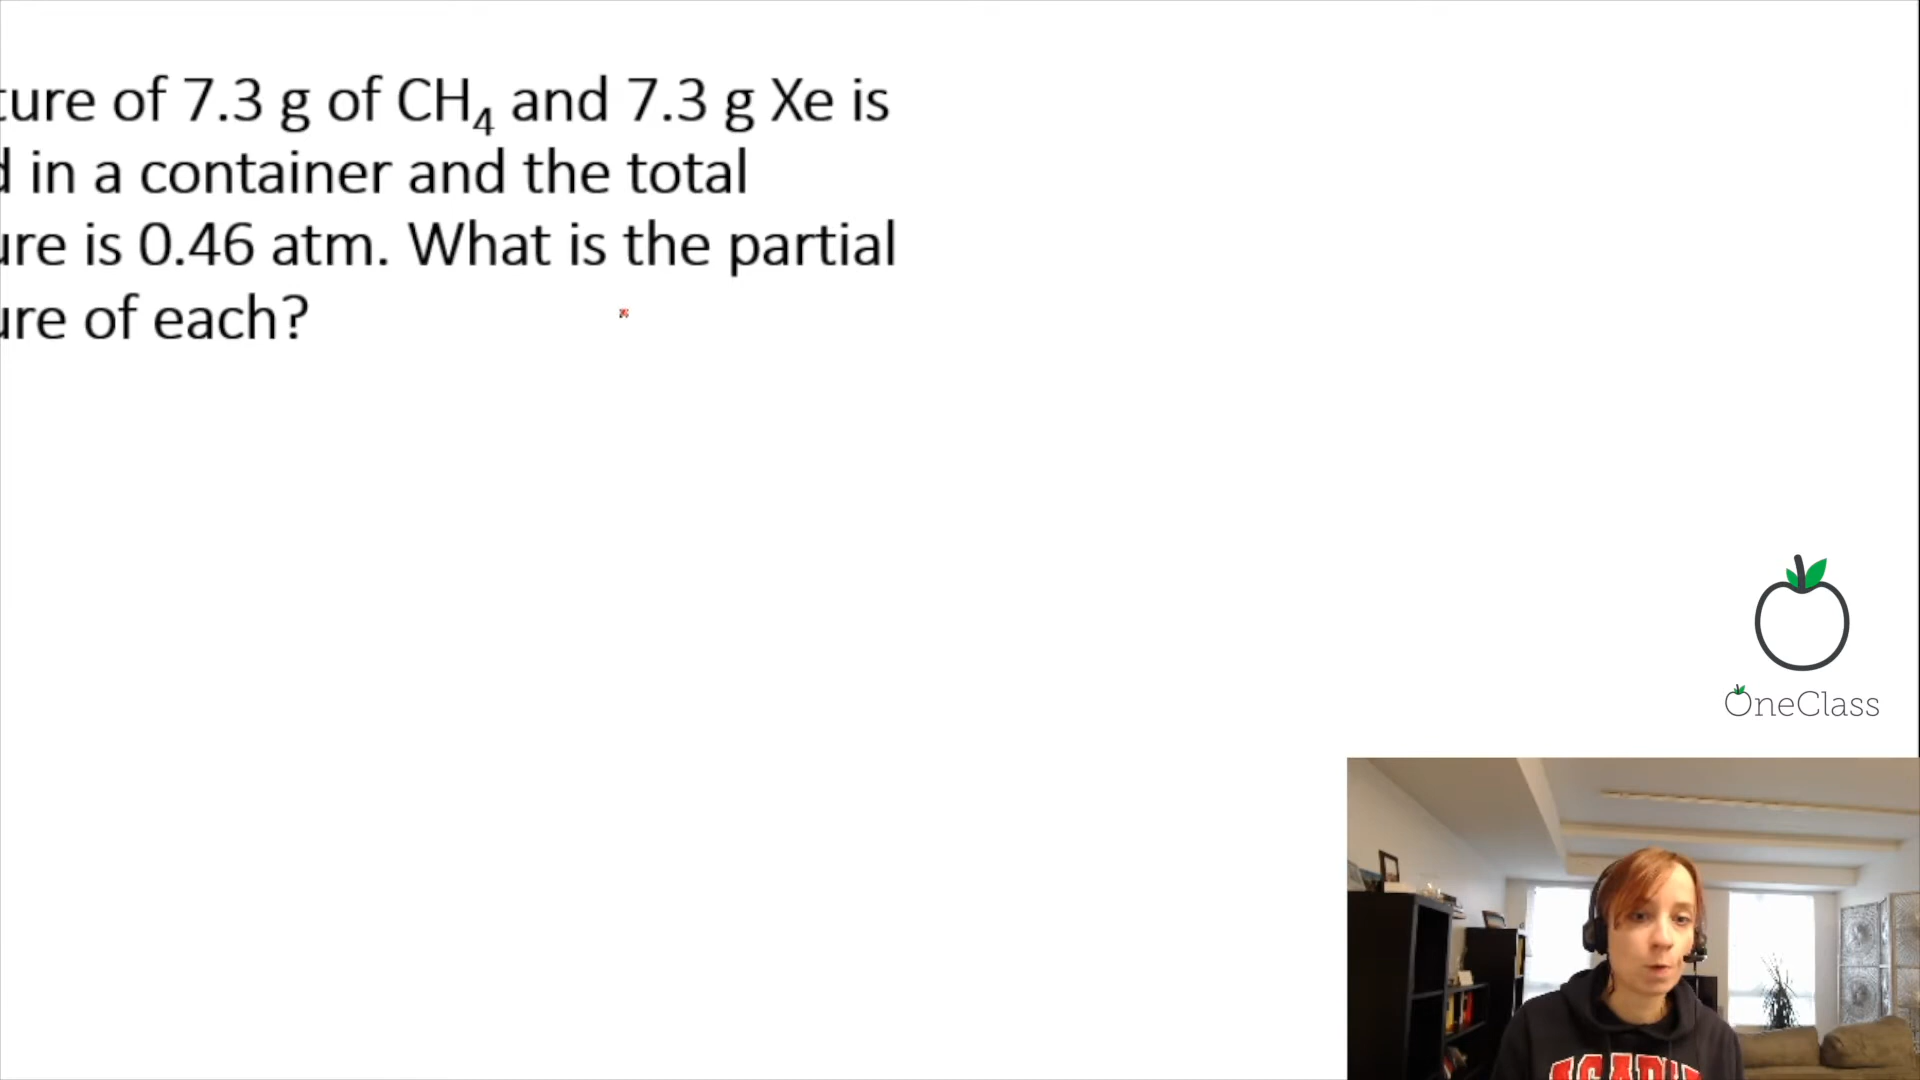 ture of 7.3 g of CH₄ and 7.3 g Xe is
d in a container and the total
ure is 0.46 atm. What is the partial
ure of each?
OneClass